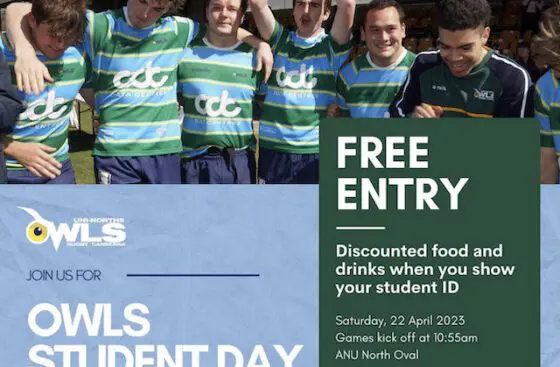 cdc
cdc
cdc
cdc
OWLS
FREE
ENTRY
Discounted food and
drinks when you show
your student ID
Saturday, 22 April 2023
Games kick off at 10:55am
ANU North Oval
UNI-NORTHS
OWLS
RUGBY CANBERRA
JOIN US FOR
OWLS
STUDENT DAY